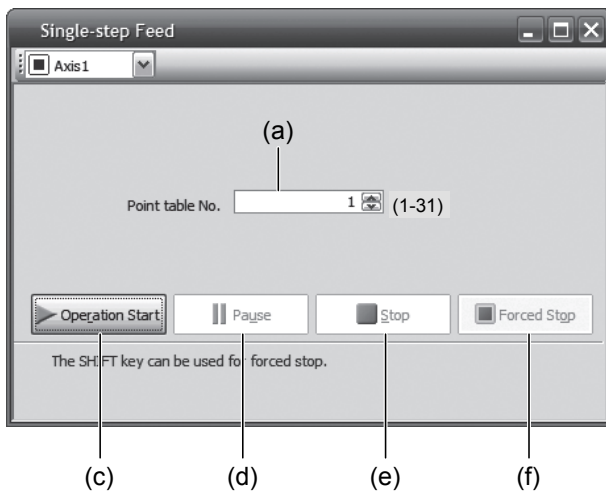 Single-step Feed
Axis1
(a)
Point table No. 1 (1-31)
Operation Start Pause Stop Forced Stop
The SHIFT key can be used for forced stop.
(c) (d) (e) (f)